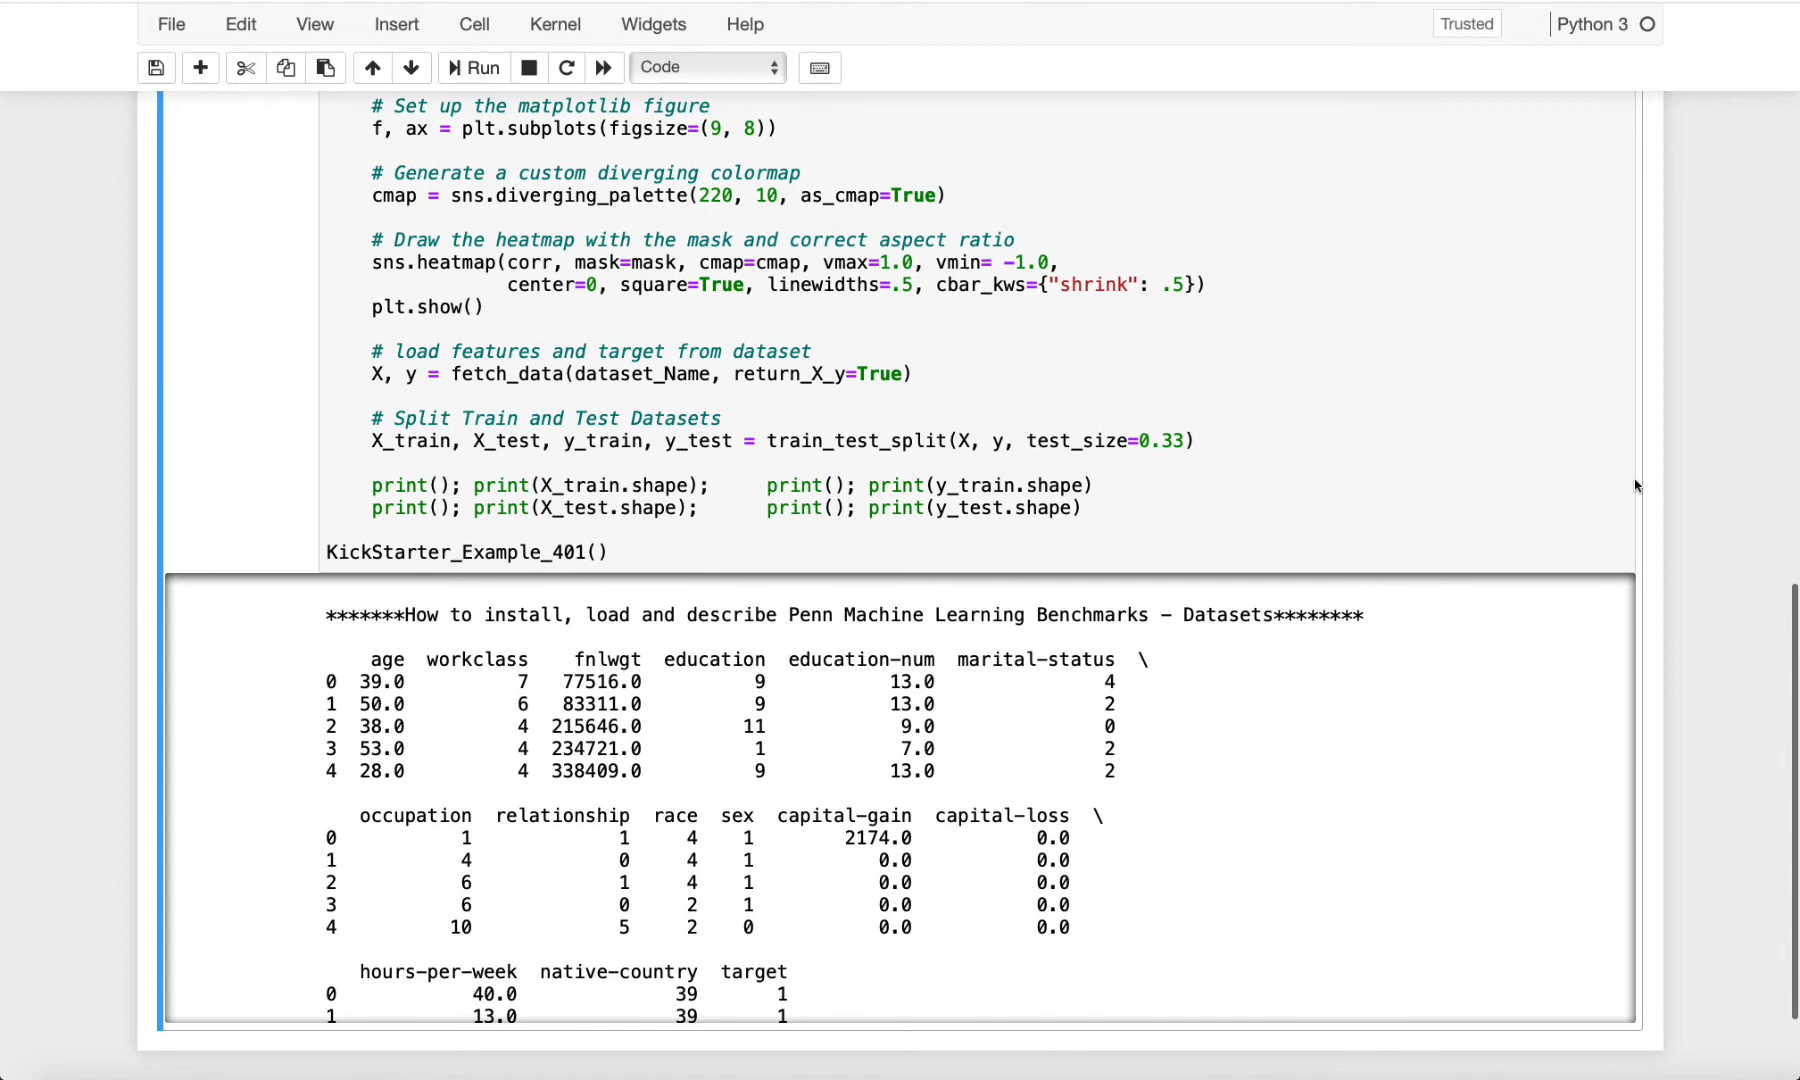 File Edit View Insert Cell Kernel Widgets Help Trusted Python 3
Run Code
# Set up the matplotlib figure
f, ax = plt.subplots(figsize=(9, 8))
# Generate a custom diverging colormap
cmap = sns.diverging_palette(220, 10, as_cmap=True)
# Draw the heatmap with the mask and correct aspect ratio
sns.heatmap(corr, mask=mask, cmap=cmap, vmax=1.0, vmin= -1.0,
center=0, square=True, linewidths=.5, cbar_kws={"shrink": .5})
plt.show()
# load features and target from dataset
X, y = fetch_data(dataset_Name, return_X_y=True)
# Split Train and Test Datasets
X_train, X_test, y_train, y_test = train_test_split(X, y, test_size=0.33)
print(); print(X_train.shape);     print(); print(y_train.shape)
print(); print(X_test.shape);      print(); print(y_test.shape)
KickStarter_Example_401()
*******How to install, load and describe Penn Machine Learning Benchmarks - Datasets********
age workclass fnlwgt education education-num marital-status \
0 39.0 7 77516.0 9 13.0 4
1 50.0 6 83311.0 9 13.0 2
2 38.0 4 215646.0 11 9.0 0
3 53.0 4 234721.0 1 7.0 2
4 28.0 4 338409.0 9 13.0 2
occupation relationship race sex capital-gain capital-loss \
0 1 1 4 1 2174.0 0.0
1 4 0 4 1 0.0 0.0
2 6 1 4 1 0.0 0.0
3 6 0 2 1 0.0 0.0
4 10 5 2 0 0.0 0.0
hours-per-week native-country target
0 40.0 39 1
1 13.0 39 1